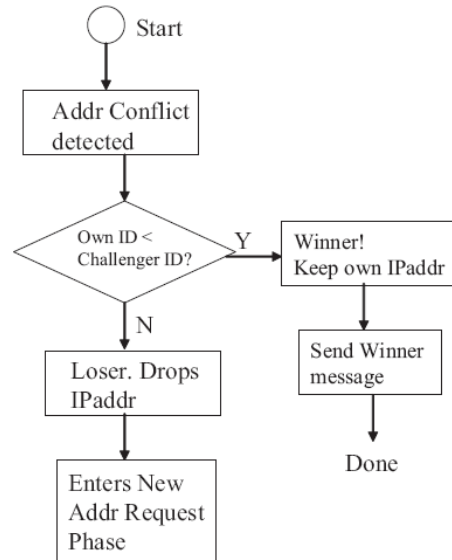 Start
Addr Conflict
detected
Own ID <
Challenger ID?
Y
Winner!
Keep own IPaddr
N
Send Winner
message
Loser. Drops
IPaddr
Done
Enters New
Addr Request
Phase